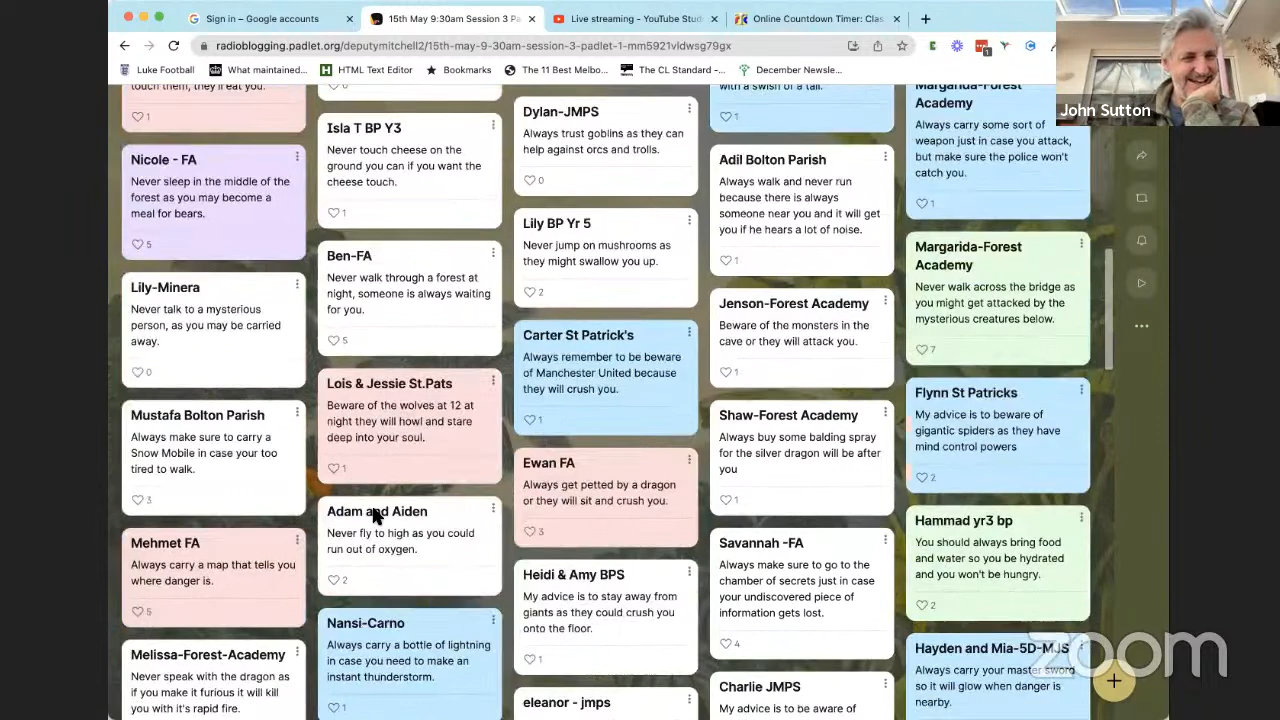 Sign in – Google accounts
15th May 9:30am Session 3 Pa
Live streaming - YouTube Stud
Online Countdown Timer: Clas
radioblogging.padlet.org/deputymitchell2/15th-may-9-30am-session-3-padlet-1-mm5921vldwsg79gx
Luke Football
What maintained...
HTML Text Editor
Bookmarks
The 11 Best Melbo...
The CL Standard -...
December Newsle...
John Sutton
touch them, they'll eat you.
1
Nicole - FA
Never sleep in the middle of the
forest as you may become a
meal for bears.
5
Lily-Minera
Never talk to a mysterious
person, as you may be carried
away.
0
Mustafa Bolton Parish
Always make sure to carry a
Snow Mobile in case your too
tired to walk.
3
Mehmet FA
Always carry a map that tells you
where danger is.
5
Melissa-Forest-Academy
Never speak with the dragon as
if you make it furious it will kill
you with it's rapid fire.
0
Isla T BP Y3
Never touch cheese on the
ground you can if you want the
cheese touch.
1
Ben-FA
Never walk through a forest at
night, someone is always waiting
for you.
5
Lois & Jessie St.Pats
Beware of the wolves at 12 at
night they will howl and stare
deep into your soul.
1
Adam and Aiden
Never fly to high as you could
run out of oxygen.
2
Nansi-Carno
Always carry a bottle of lightning
in case you need to make an
instant thunderstorm.
1
Dylan-JMPS
Always trust goblins as they can
help against orcs and trolls.
0
Lily BP Yr 5
Never jump on mushrooms as
they might swallow you up.
2
Carter St Patrick's
Always remember to be beware
of Manchester United because
they will crush you.
1
Ewan FA
Always get petted by a dragon
or they will sit and crush you.
3
Heidi & Amy BPS
My advice is to stay away from
giants as they could crush you
onto the floor.
1
eleanor - jmps
with a swish of a tail.
1
Adil Bolton Parish
Always walk and never run
because there is always
someone near you and it will get
you if he hears a lot of noise.
1
Jenson-Forest Academy
Beware of the monsters in the
cave or they will attack you.
1
Shaw-Forest Academy
Always buy some balding spray
for the silver dragon will be after
you
1
Savannah -FA
Always make sure to go to the
chamber of secrets just in case
your undiscovered piece of
information gets lost.
4
Charlie JMPS
My advice is to be aware of
Margarida-Forest
Academy
Always carry some sort of
weapon just in case you attack,
but make sure the police won't
catch you.
1
Margarida-Forest
Academy
Never walk across the bridge as
you might get attacked by the
mysterious creatures below.
7
Flynn St Patricks
My advice is to beware of
gigantic spiders as they have
mind control powers
2
Hammad yr3 bp
You should always bring food
and water so you be hydrated
and you won't be hungry.
2
Hayden and Mia-5D-MJS
Always carry your master sword
so it will glow when danger is
nearby.
zoom